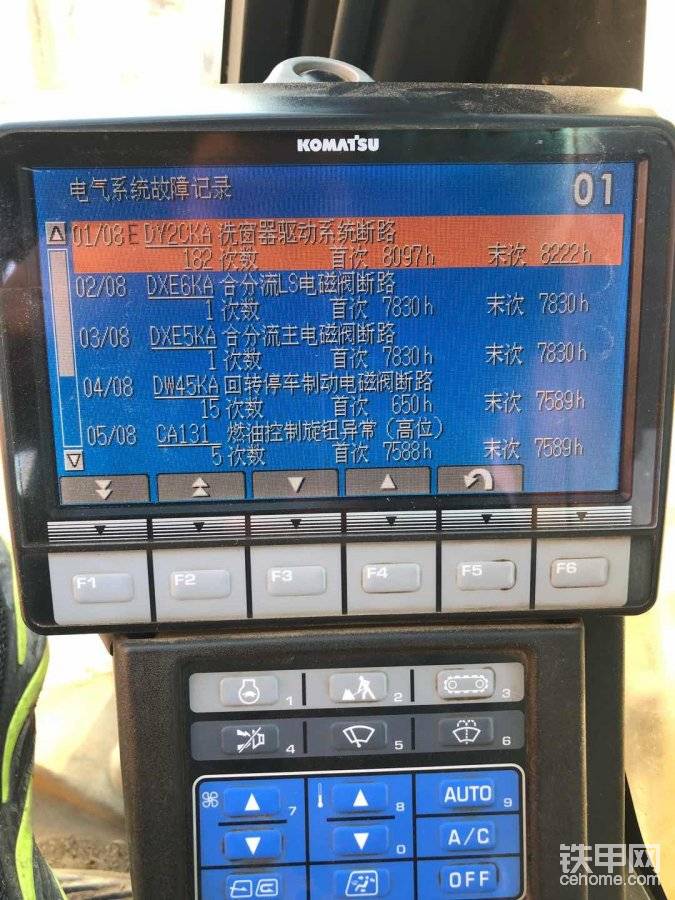 KOMATSU
电气系统故障记录 01
01/08 E DY2CKA 洗窗器驱动系统断路
182 次数 首次 8097h 末次 8222h
02/08 DXE6KA 合分流LS电磁阀断路
1 次数 首次 7830h 末次 7830h
03/08 DXE5KA 合分流主电磁阀断路
1 次数 首次 7830h 末次 7830h
04/08 DW45KA 回转停车制动电磁阀断路
15 次数 首次 650h 末次 7589h
05/08 CA131 燃油控制旋钮异常（高位）
5 次数 首次 7588h 末次 7589h
F1 F2 F3 F4 F5 F6
1 2 3
4 5 6
7 8 AUTO 9
0 A/C
OFF
铁甲网
cehome.com